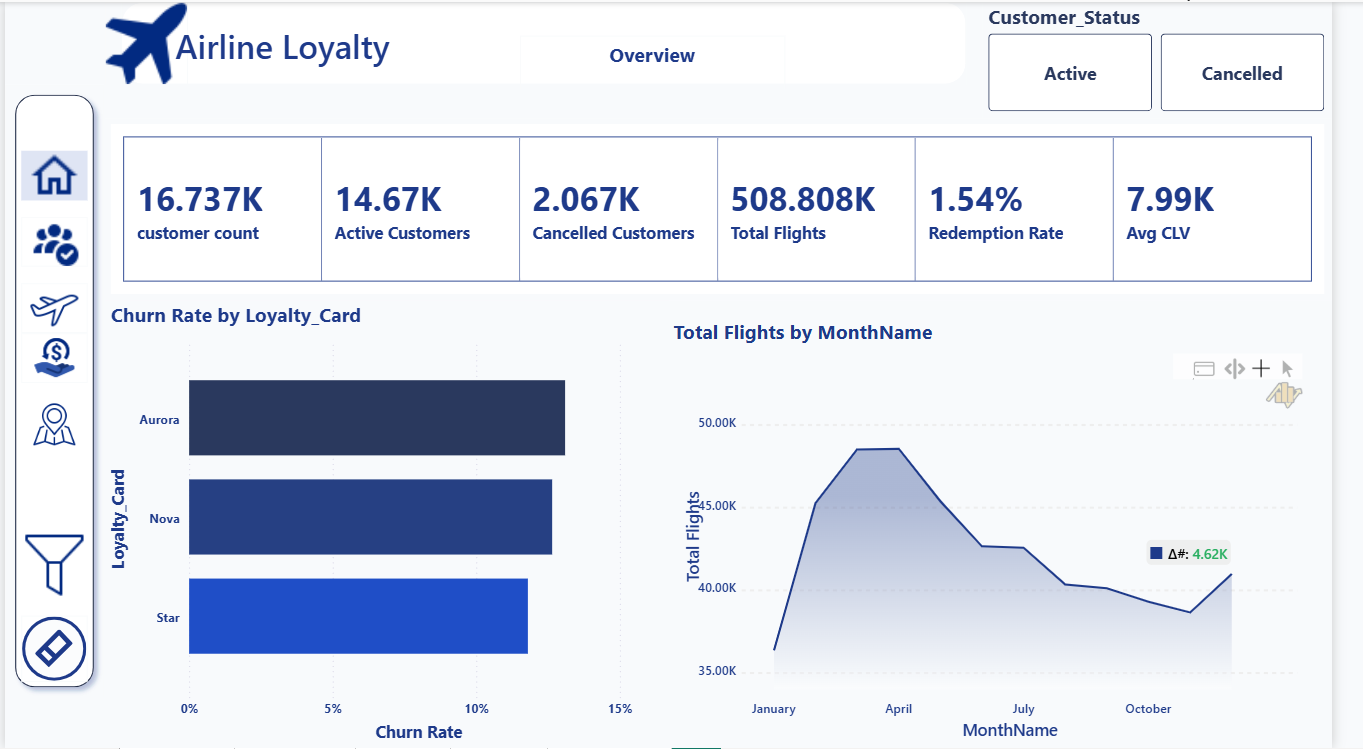 Customer_Status
Airline Loyalty
Overview
Active
Cancelled
16.737K
customer count
14.67K
Active Customers
2.067K
Cancelled Customers
508.808K
Total Flights
1.54%
Redemption Rate
7.99K
Avg CLV
Churn Rate by Loyalty_Card
Loyalty_Card
Aurora
Nova
Star
0%
5%
10%
15%
Churn Rate
Total Flights by MonthName
Total Flights
50.00K
45.00K
40.00K
35.00K
Δ#: 4.62K
January
April
July
October
MonthName